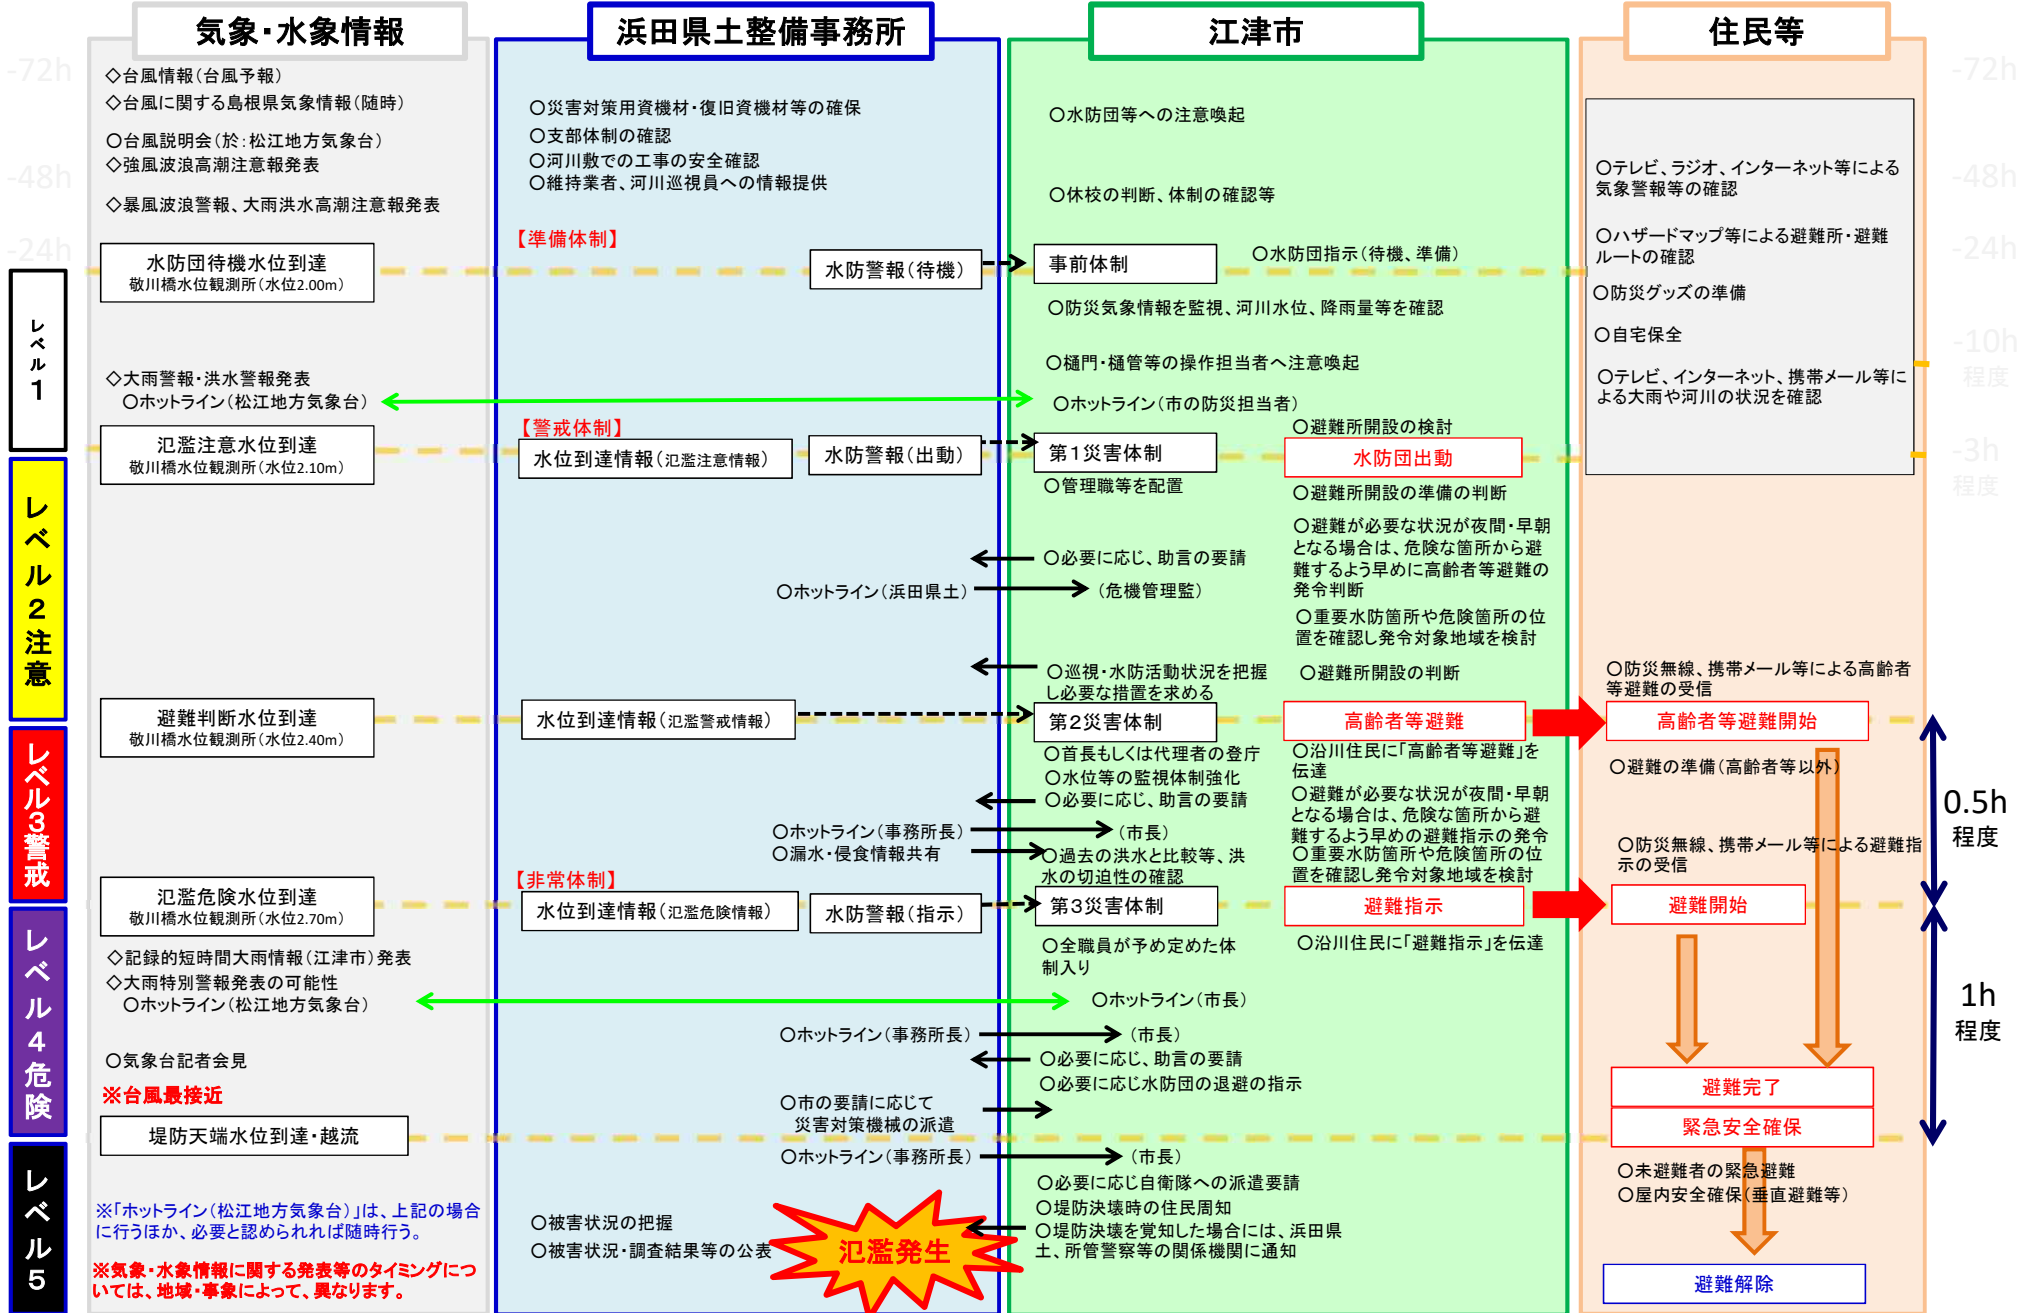 気象・水象情報
浜田県土整備事務所
江津市
住民等
-72h
-48h
-24h
レベル1
レベル2注意
レベル3警戒
レベル4危険
レベル5
◇台風情報(台風予報)
◇台風に関する島根県気象情報(随時)
○台風説明会(於:松江地方気象台)
◇強風波浪高潮注意報発表
◇暴風波浪警報、大雨洪水高潮注意報発表
水防団待機水位到達
敬川橋水位観測所(水位2.00m)
◇大雨警報・洪水警報発表
○ホットライン(松江地方気象台)
氾濫注意水位到達
敬川橋水位観測所(水位2.10m)
避難判断水位到達
敬川橋水位観測所(水位2.40m)
氾濫危険水位到達
敬川橋水位観測所(水位2.70m)
◇記録的短時間大雨情報(江津市)発表
◇大雨特別警報発表の可能性
○ホットライン(松江地方気象台)
○気象台記者会見
※台風最接近
堤防天端水位到達・越流
※「ホットライン(松江地方気象台)」は、上記の場合
に行うほか、必要と認められれば随時行う。
※気象・水象情報に関する発表等のタイミングにつ
いては、地域・事象によって、異なります。
○災害対策用資機材・復旧資機材等の確保
○支部体制の確認
○河川敷での工事の安全確認
○維持業者、河川巡視員への情報提供
【準備体制】
水防警報(待機)
【警戒体制】
水位到達情報(氾濫注意情報)
水防警報(出動)
○ホットライン(浜田県土)
水位到達情報(氾濫警戒情報)
○ホットライン(事務所長)
○漏水・侵食情報共有
【非常体制】
水位到達情報(氾濫危険情報)
水防警報(指示)
○ホットライン(事務所長)
○市の要請に応じて
災害対策機械の派遣
○ホットライン(事務所長)
○被害状況の把握
○被害状況・調査結果等の公表
氾濫発生
○水防団等への注意喚起
○休校の判断、体制の確認等
事前体制
○水防団指示(待機、準備)
○防災気象情報を監視、河川水位、降雨量等を確認
○樋門・樋管等の操作担当者へ注意喚起
○ホットライン(市の防災担当者)
第1災害体制
○管理職等を配置
○避難所開設の検討
水防団出動
○避難所開設の準備の判断
○避難が必要な状況が夜間・早朝
となる場合は、危険な箇所から避
難するよう早めに高齢者等避難の
発令判断
○必要に応じ、助言の要請
(危機管理監)
○重要水防箇所や危険箇所の位
置を確認し発令対象地域を検討
○巡視・水防活動状況を把握
し必要な措置を求める
○避難所開設の判断
第2災害体制
高齢者等避難
○首長もしくは代理者の登庁
○水位等の監視体制強化
○必要に応じ、助言の要請
(市長)
○過去の洪水と比較等、洪
水の切迫性の確認
○沿川住民に「高齢者等避難」を
伝達
○避難が必要な状況が夜間・早朝
となる場合は、危険な箇所から避
難するよう早めの避難指示の発令
○重要水防箇所や危険箇所の位
置を確認し発令対象地域を検討
第3災害体制
避難指示
○全職員が予め定めた体
制入り
○沿川住民に「避難指示」を伝達
○ホットライン(市長)
(市長)
○必要に応じ、助言の要請
○必要に応じ水防団の退避の指示
(市長)
○必要に応じ自衛隊への派遣要請
○堤防決壊時の住民周知
○堤防決壊を覚知した場合には、浜田県
土、所管警察等の関係機関に通知
○テレビ、ラジオ、インターネット等による
気象警報等の確認
○ハザードマップ等による避難所・避難
ルートの確認
○防災グッズの準備
○自宅保全
○テレビ、インターネット、携帯メール等に
よる大雨や河川の状況を確認
○防災無線、携帯メール等による高齢者
等避難の受信
高齢者等避難開始
○避難の準備(高齢者等以外)
○防災無線、携帯メール等による避難指
示の受信
避難開始
避難完了
緊急安全確保
○未避難者の緊急避難
○屋内安全確保(垂直避難等)
避難解除
-72h
-48h
-24h
-10h
程度
-3h
程度
0.5h
程度
1h
程度